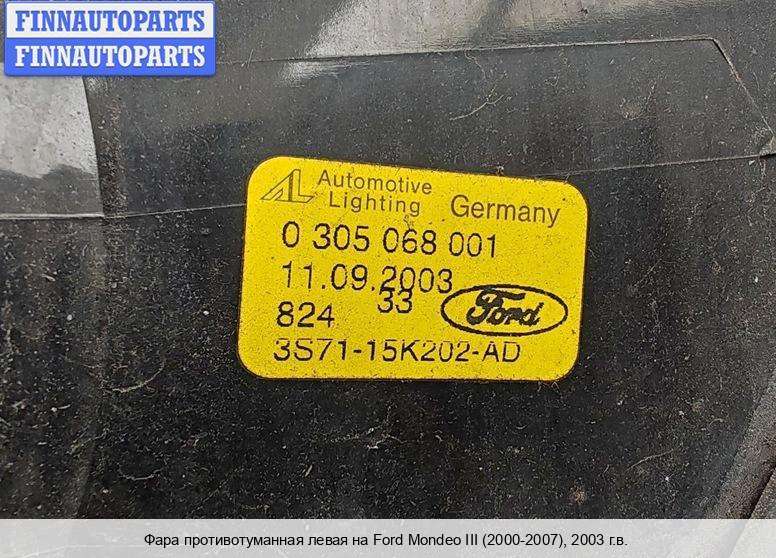 FINNAUTOPARTS
FINNAUTOPARTS
AL Automotive
Lighting Germany
0 305 068 001
11.09.2003
33
824 Ford
3S71-15K202-AD
Фара противотуманная левая на Ford Mondeo III (2000-2007), 2003 г.в.